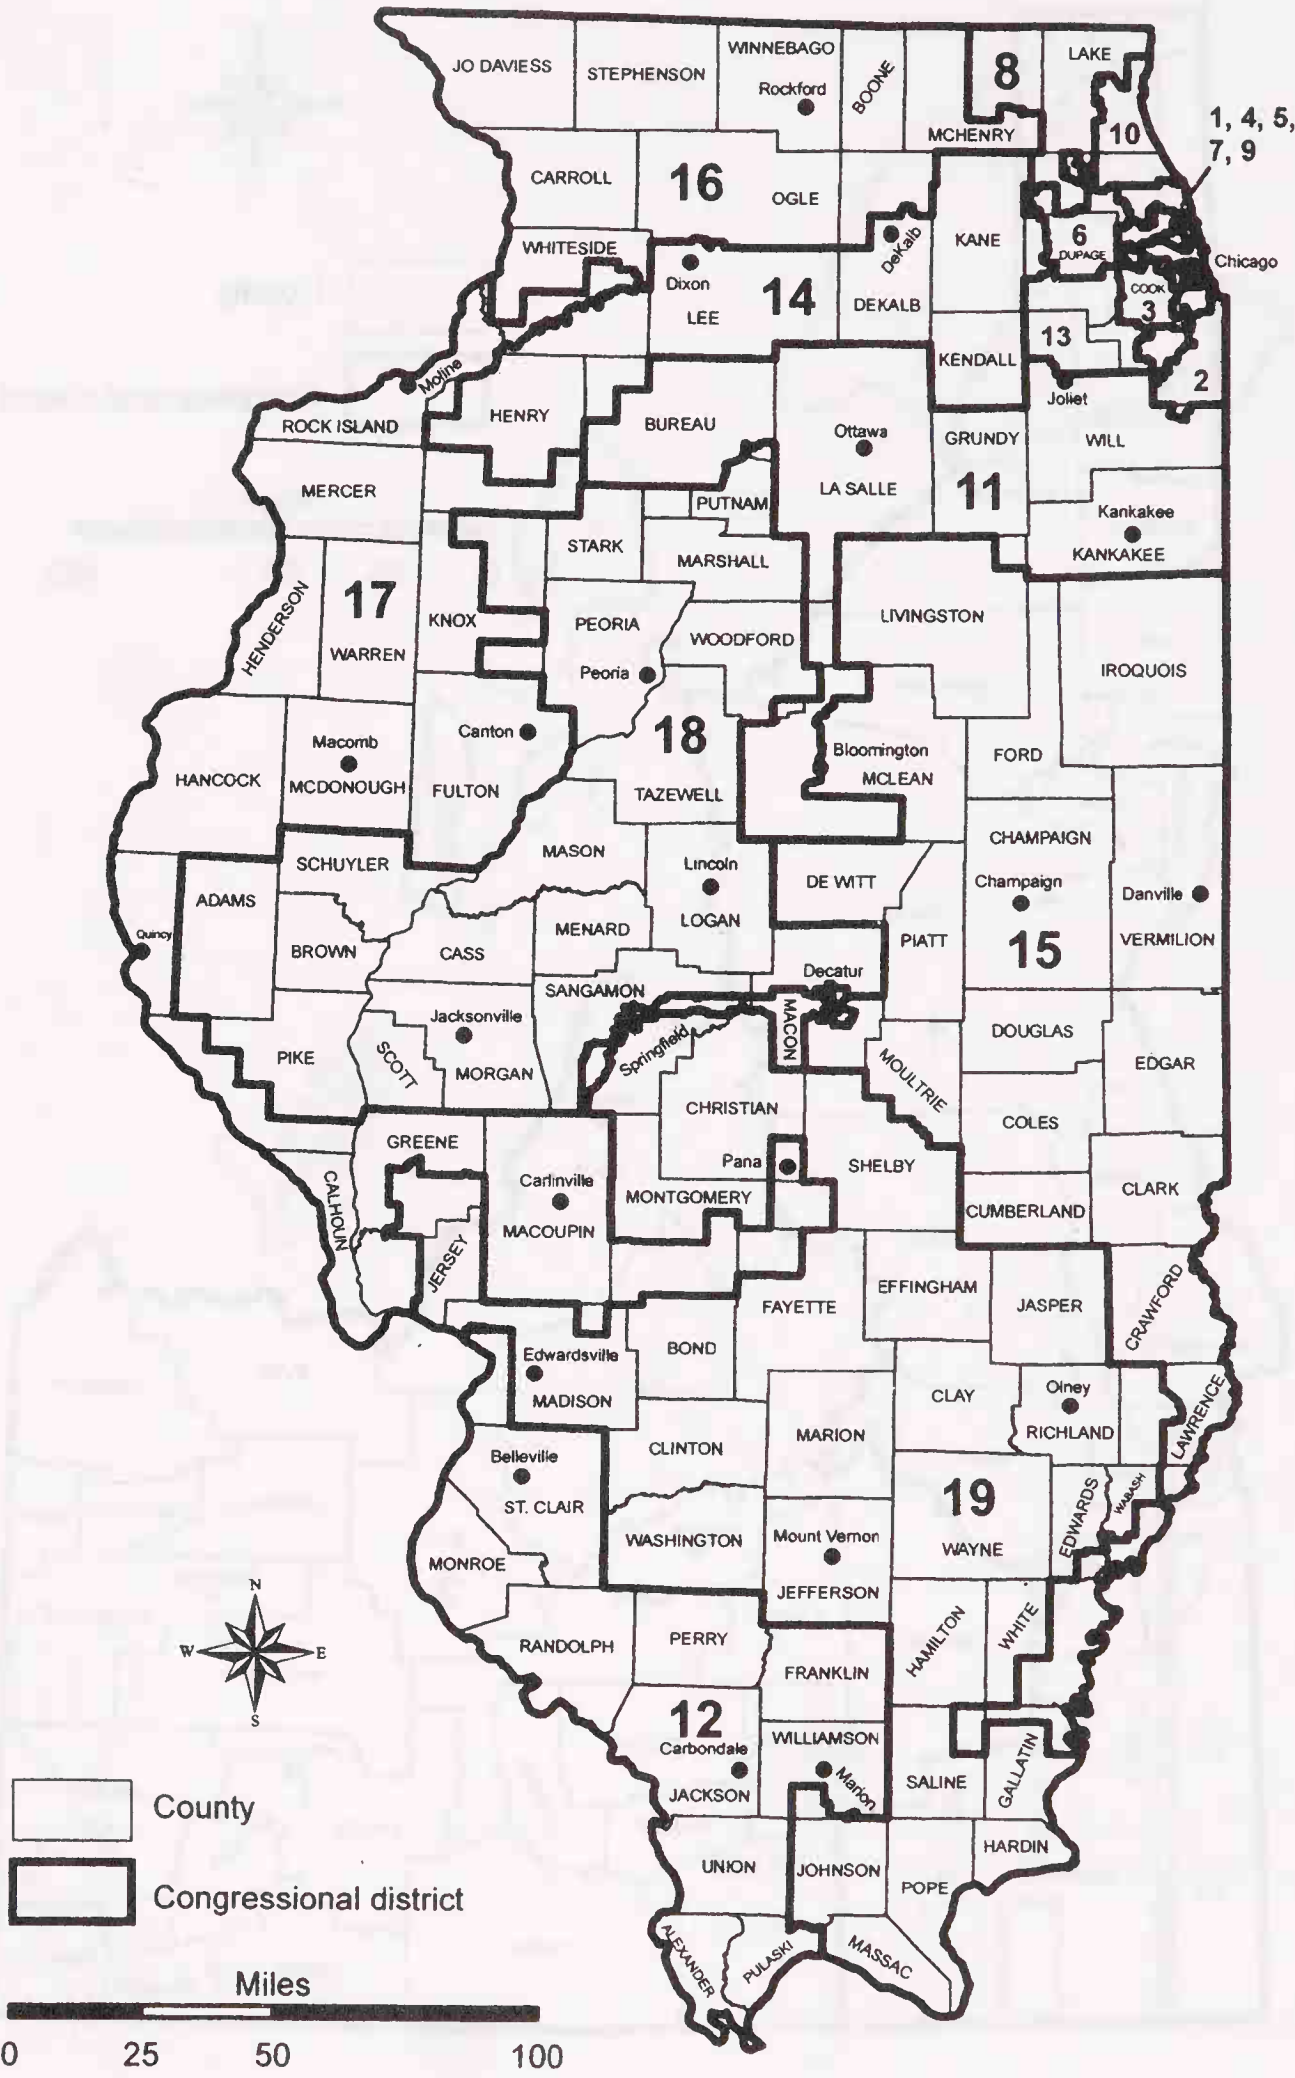 JO DAVIESS
STEPHENSON
WINNEBAGO
Rockford
BOONE
8
LAKE
MCHENRY
10
1, 4, 5,
7, 9
CARROLL
16
OGLE
WHITESIDE
KANE
6
DUPAGE
DeKalb
Chicago
Dixon
14
LEE
DEKALB
COOK
3
13
KENDALL
2
Moline
Joliet
ROCK ISLAND
HENRY
BUREAU
Ottawa
GRUNDY
WILL
MERCER
LA SALLE
11
PUTNAM
Kankakee
KANKAKEE
STARK
MARSHALL
HENDERSON
17
WARREN
KNOX
PEORIA
WOODFORD
LIVINGSTON
IROQUOIS
Peoria
Canton
18
Macomb
Bloomington
FORD
HANCOCK
MCDONOUGH
FULTON
TAZEWELL
MCLEAN
CHAMPAIGN
SCHUYLER
MASON
Lincoln
DE WITT
Champaign
Danville
ADAMS
LOGAN
Quincy
BROWN
CASS
MENARD
PIATT
15
VERMILION
SANGAMON
Decatur
Jacksonville
Springfield
MACON
DOUGLAS
PIKE
SCOTT
MORGAN
MOULTRIE
EDGAR
CHRISTIAN
COLES
GREENE
Pana
SHELBY
CALHOUN
Carlinville
MONTGOMERY
CLARK
MACOUPIN
CUMBERLAND
JERSEY
EFFINGHAM
FAYETTE
JASPER
CRAWFORD
Edwardsville
BOND
MADISON
CLAY
Olney
RICHLAND
LAWRENCE
MARION
CLINTON
Belleville
ST. CLAIR
19
EDWARDS
WABASH
WASHINGTON
Mount Vernon
WAYNE
MONROE
JEFFERSON
N
W
E
S
RANDOLPH
PERRY
HAMILTON
WHITE
FRANKLIN
12
Carbondale
WILLIAMSON
JACKSON
Marion
SALINE
GALLATIN
County
HARDIN
UNION
JOHNSON
POPE
Congressional district
ALEXANDER
PULASKI
MASSAC
Miles
0 25 50 100